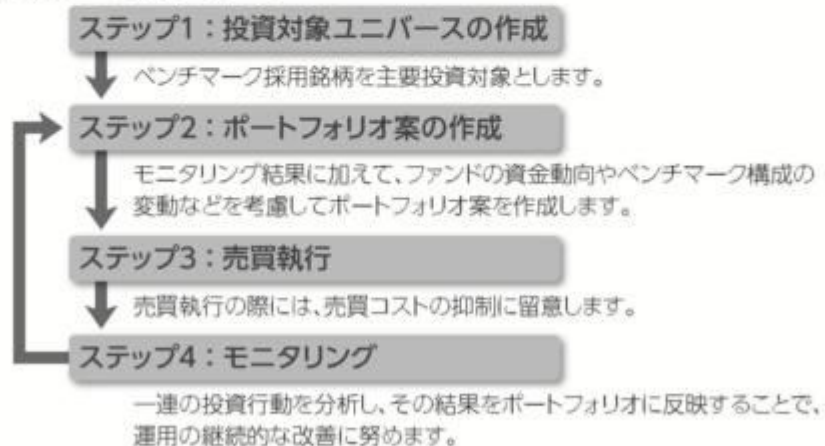 ステップ1：投資対象ユニバースの作成
ベンチマーク採用銘柄を主要投資対象とします。
ステップ2：ポートフォリオ案の作成
モニタリング結果に加えて、ファンドの資金動向やベンチマーク構成の
変動などを考慮してポートフォリオ案を作成します。
ステップ3：売買執行
売買執行の際には、売買コストの抑制に留意します。
ステップ4：モニタリング
一連の投資行動を分析し、その結果をポートフォリオに反映することで、
運用の継続的な改善に努めます。